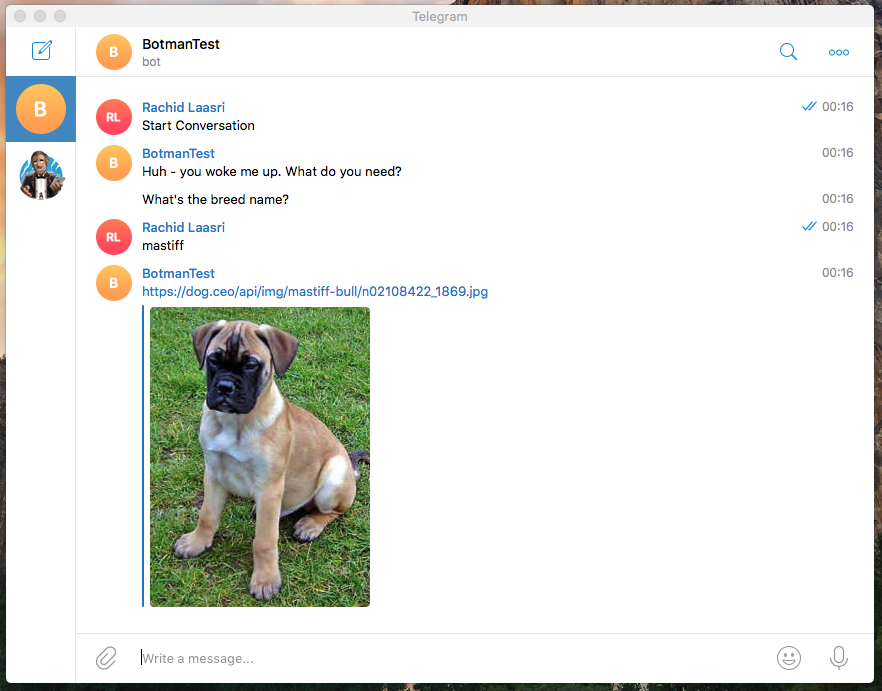 Telegram
B
BotmanTest
bot
B
RL
Rachid Laasri
00:16
Start Conversation
B
BotmanTest
00:16
Huh - you woke me up. What do you need?
What's the breed name?
00:16
RL
Rachid Laasri
00:16
mastiff
B
BotmanTest
00:16
https://dog.ceo/api/img/mastiff-bull/n02108422_1869.jpg
Write a message...